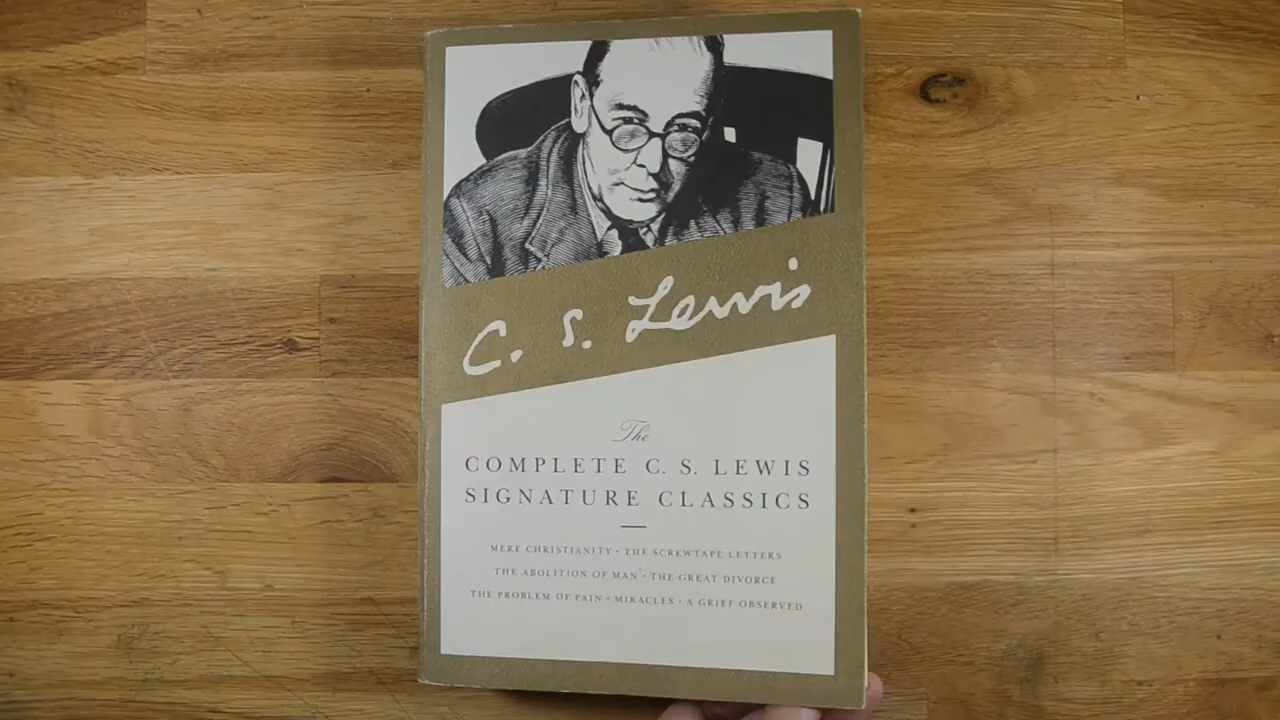 C. S. Lewis
The
COMPLETE C. S. LEWIS
SIGNATURE CLASSICS
MERE CHRISTIANITY • THE SCREWTAPE LETTERS
THE ABOLITION OF MAN • THE GREAT DIVORCE
THE PROBLEM OF PAIN • MIRACLES • A GRIEF OBSERVED